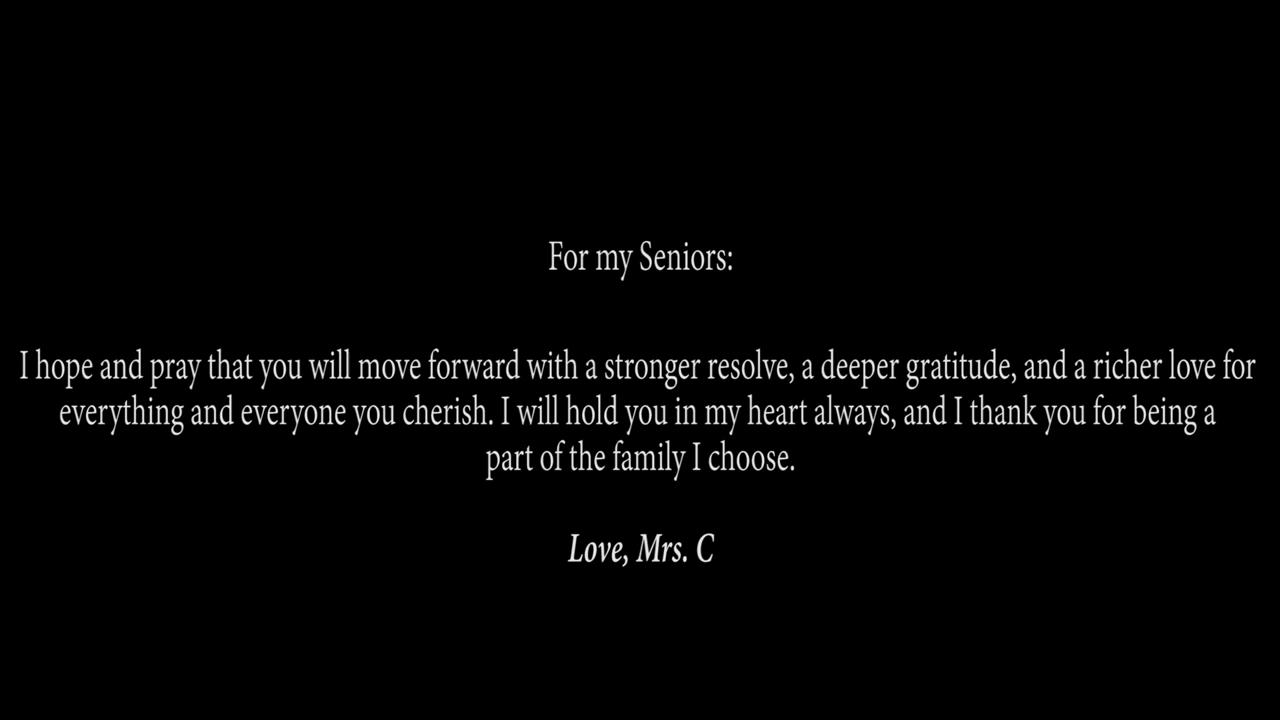 For my Seniors:
I hope and pray that you will move forward with a stronger resolve, a deeper gratitude, and a richer love for
everything and everyone you cherish. I will hold you in my heart always, and I thank you for being a
part of the family I choose.
Love, Mrs. C